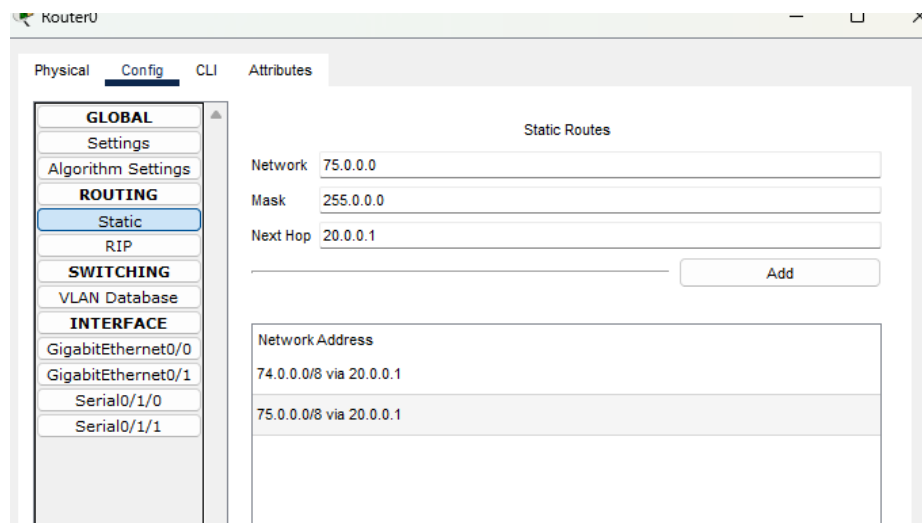 Router0
Physical Config CLI Attributes
GLOBAL
Settings
Algorithm Settings
ROUTING
Static
RIP
SWITCHING
VLAN Database
INTERFACE
GigabitEthernet0/0
GigabitEthernet0/1
Serial0/1/0
Serial0/1/1
Static Routes
Network 75.0.0.0
Mask 255.0.0.0
Next Hop 20.0.0.1
Add
Network Address
74.0.0.0/8 via 20.0.0.1
75.0.0.0/8 via 20.0.0.1